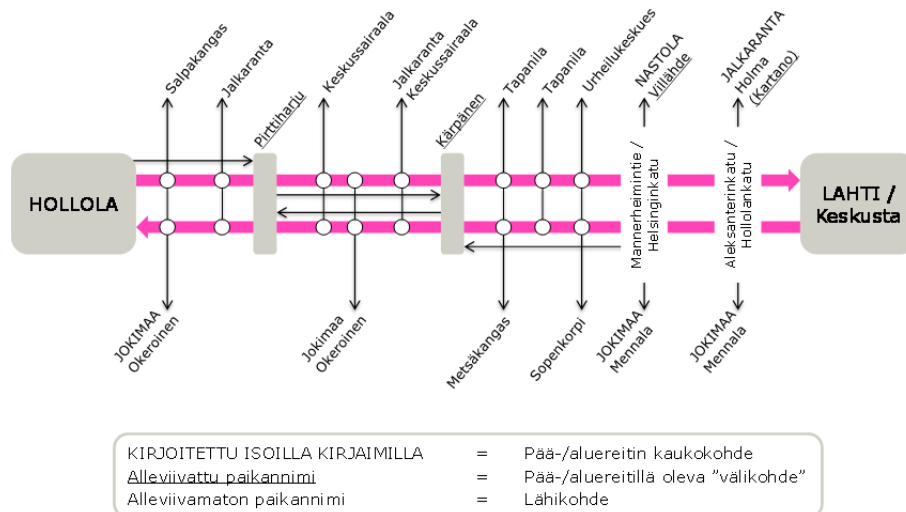 Salpakangas
Jalkaranta
Pirttiharju
Keskussairaala
Jalkaranta
Keskussairaala
Kärpänen
Tapanila
Tapanila
Urheilukeskues
NASTOLA
Villähde
JALKARANTA
Holma
(Kartano)
HOLLOLA
Mannerheimintie /
Helsinginkatu
Aleksanterinkatu /
Hollolankatu
LAHTI /
Keskusta
JOKIMAA
Okeroinen
Jokimaa
Okeroinen
Metsäkangas
Sopenkorpi
JOKIMAA
Mennala
JOKIMAA
Mennala
KIRJOITETTU ISOILLA KIRJAIMILLA = Pää-/aluereitin kaukokohde
Alleviivattu paikannimi = Pää-/aluereitillä oleva ”välikohde”
Alleviivamaton paikannimi = Lähikohde